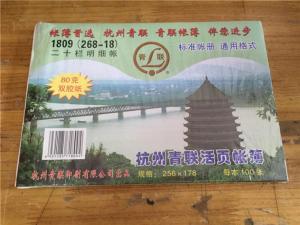 帐簿首选 杭州青联 青联帐簿 伴您进步
1809 (268-18)
二十栏明细帐
青联
标准帐册 通用格式
80克
双胶纸
杭州青联活页帐簿
规格：256×178 每本100张
杭州青联印刷有限公司出品